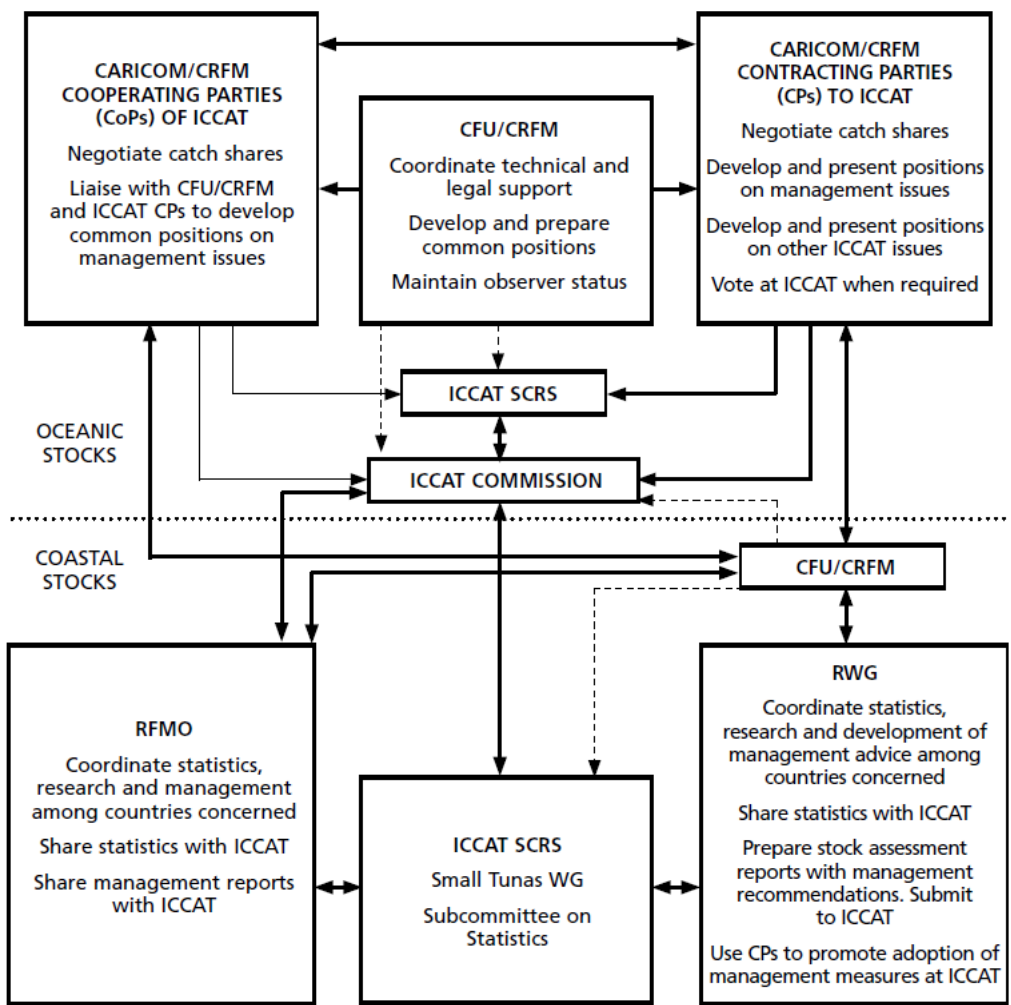 CARICOM/CRFM
COOPERATING PARTIES
(CoPs) OF ICCAT
Negotiate catch shares
Liaise with CFU/CRFM
and ICCAT CPs to develop
common positions on
management issues
CFU/CRFM
Coordinate technical and
legal support
Develop and prepare
common positions
Maintain observer status
CARICOM/CRFM
CONTRACTING PARTIES
(CPs) TO ICCAT
Negotiate catch shares
Develop and present positions
on management issues
Develop and present positions
on other ICCAT issues
Vote at ICCAT when required
ICCAT SCRS
OCEANIC
STOCKS
ICCAT COMMISSION
COASTAL
STOCKS
CFU/CRFM
RFMO
Coordinate statistics,
research and management
among countries concerned
Share statistics with ICCAT
Share management reports
with ICCAT
ICCAT SCRS
Small Tunas WG
Subcommittee on
Statistics
RWG
Coordinate statistics,
research and development of
management advice among
countries concerned
Share statistics with ICCAT
Prepare stock assessment
reports with management
recommendations. Submit
to ICCAT
Use CPs to promote adoption of
management measures at ICCAT